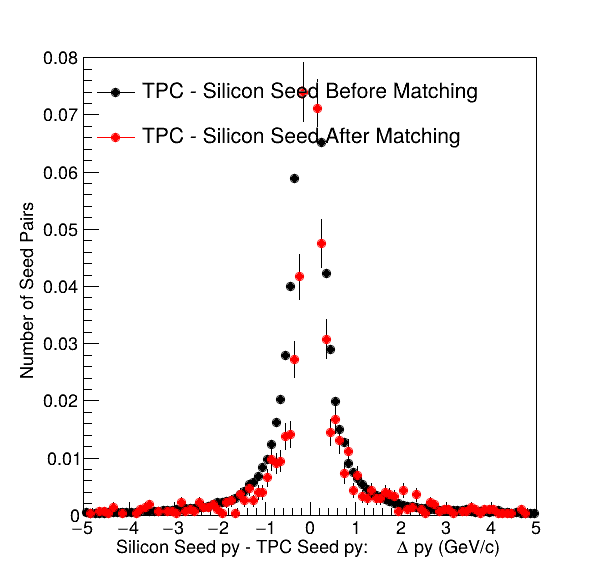 0.08
TPC - Silicon Seed Before Matching
0.07
TPC - Silicon Seed After Matching
0.06
0.05
0.04
0.03
0.02
0.01
0
Number of Seed Pairs
−5 −4 −3 −2 −1 0 1 2 3 4 5
Silicon Seed py - TPC Seed py: Δ py (GeV/c)